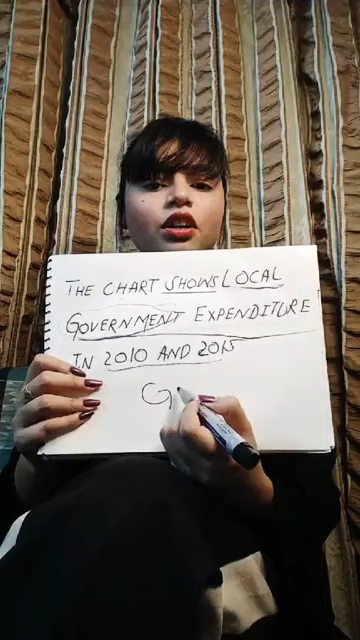 THE CHART SHOWS LOCAL
GOVERNMENT EXPENDITURE
IN 2010 AND 2015
G